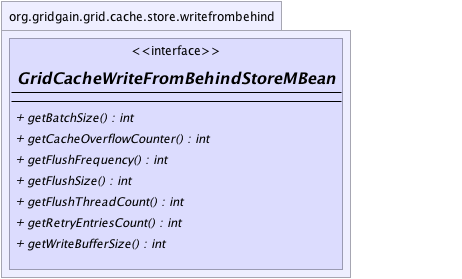 org.gridgain.grid.cache.store.writefrombehind
<<interface>>
GridCacheWriteFromBehindStoreMBean
+ getBatchSize() : int
+ getCacheOverflowCounter() : int
+ getFlushFrequency() : int
+ getFlushSize() : int
+ getFlushThreadCount() : int
+ getRetryEntriesCount() : int
+ getWriteBufferSize() : int